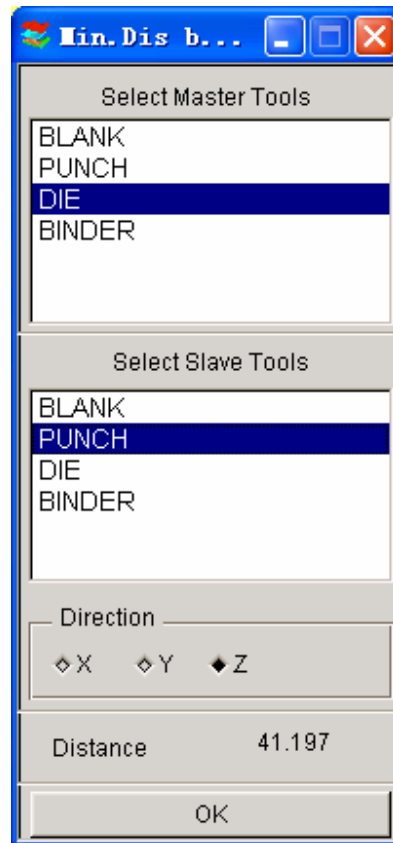 Min.Dis b...
Select Master Tools
BLANK
PUNCH
DIE
BINDER
Select Slave Tools
BLANK
PUNCH
DIE
BINDER
Direction
X Y Z
Distance 41.197
OK